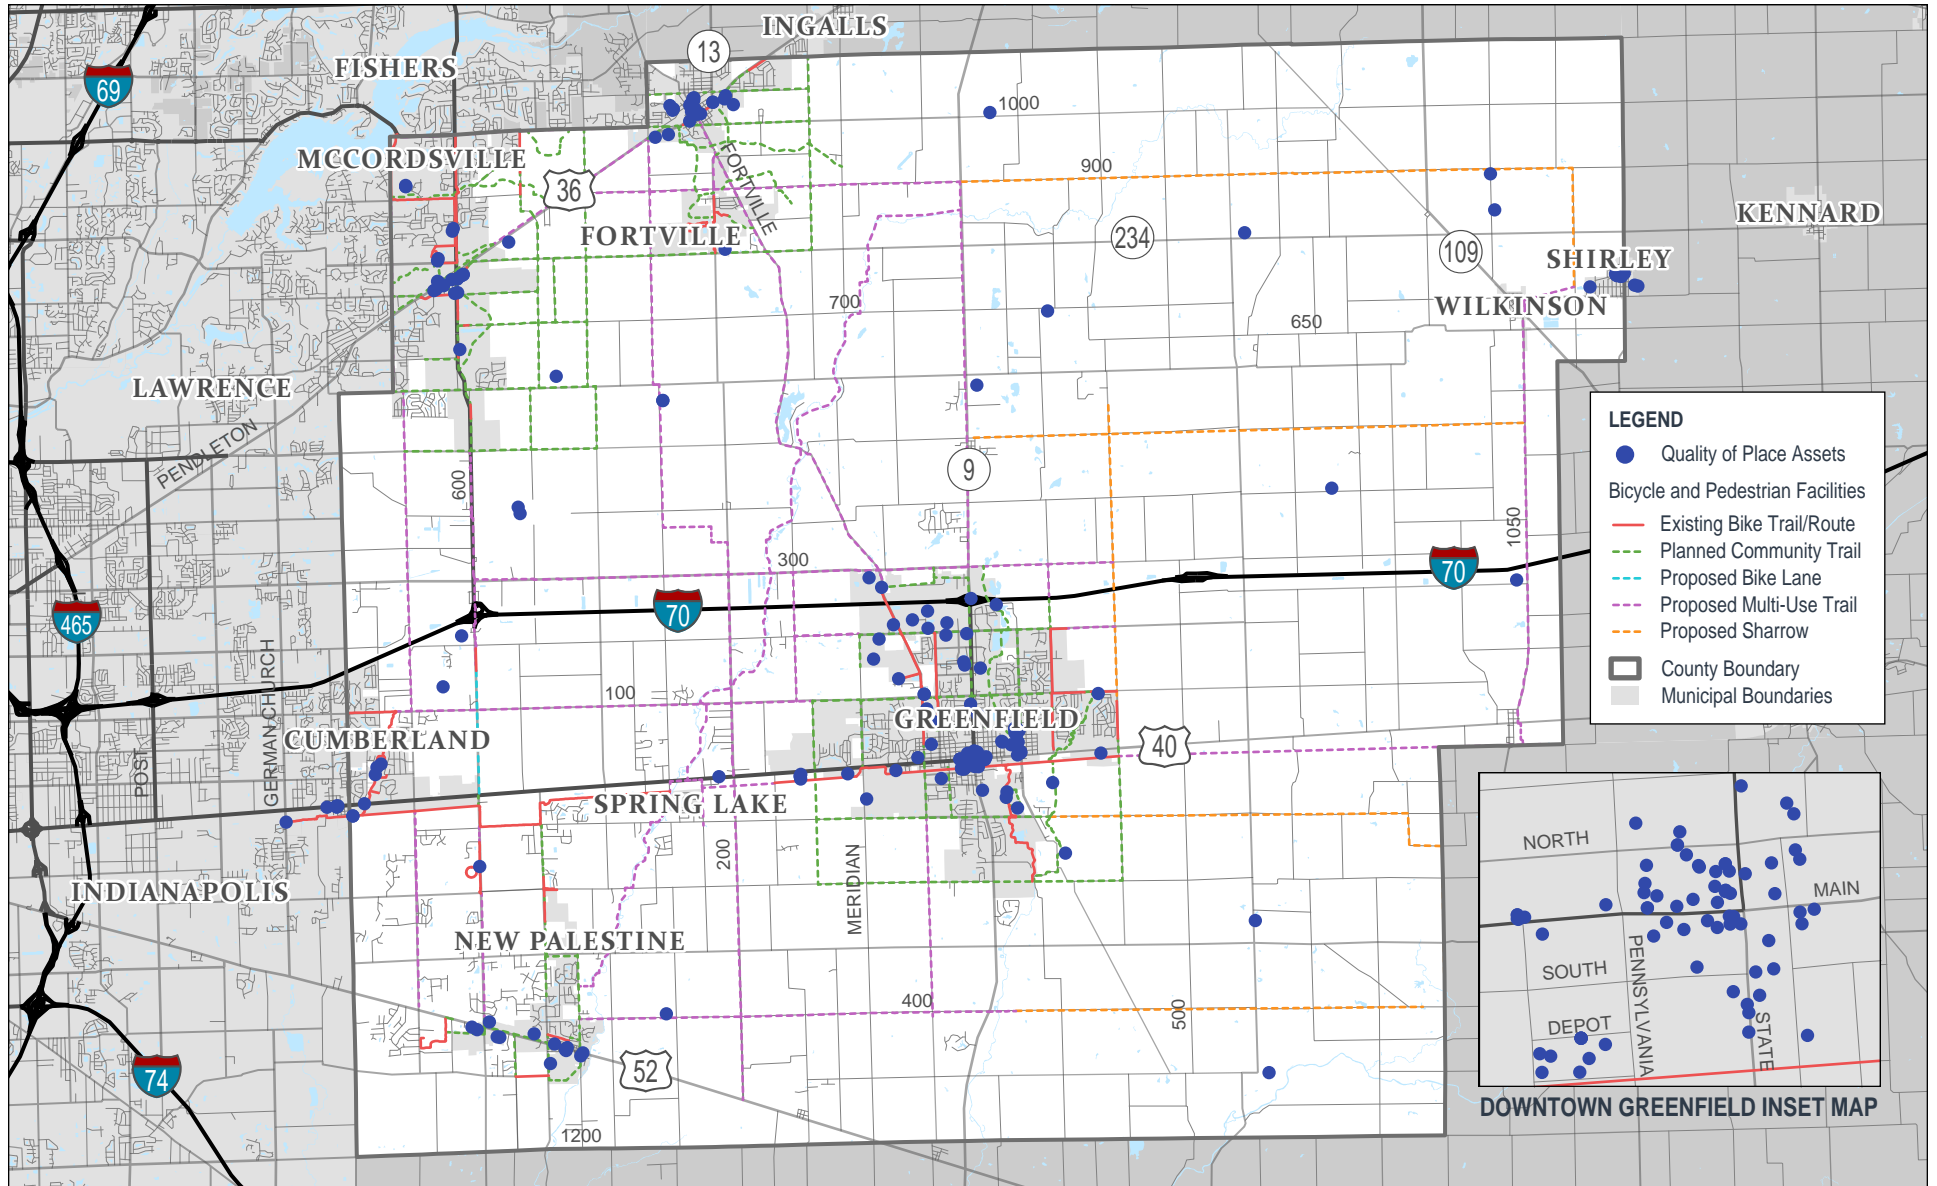 INGALLS
13
FISHERS
69
1000
MCCORDSVILLE
FORTVILLE
900
36
KENNARD
234
FORTVILLE
109
SHIRLEY
700
WILKINSON
650
LAWRENCE
PENDLETON
9
600
1050
300
70
70
465
GERMAN CHURCH
100
GREENFIELD
CUMBERLAND
40
POST
SPRING LAKE
200
MERIDIAN
INDIANAPOLIS
NEW PALESTINE
400
500
52
74
1200
LEGEND
Quality of Place Assets
Bicycle and Pedestrian Facilities
Existing Bike Trail/Route
Planned Community Trail
Proposed Bike Lane
Proposed Multi-Use Trail
Proposed Sharrow
County Boundary
Municipal Boundaries
NORTH
MAIN
SOUTH
PENNSYLVANIA
DEPOT
STATE
DOWNTOWN GREENFIELD INSET MAP